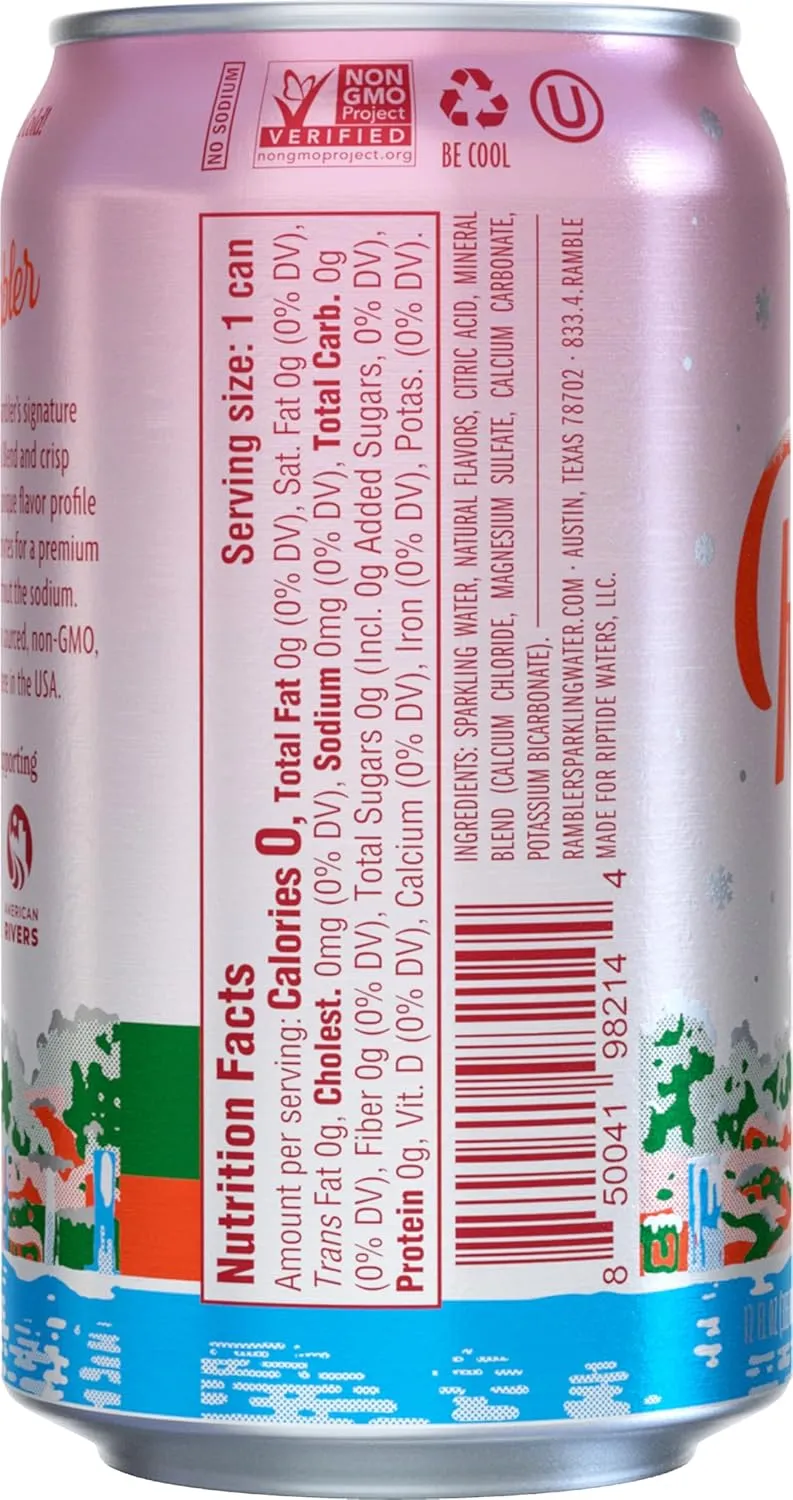 NO SODIUM
NON
GMO
Project
VERIFIED
nongmoproject.org
BE COOL
U
signature
and crisp
flavor profile
for a premium
the sodium.
non-GMO,
in the USA.
AMERICAN
RIVERS
Nutrition Facts Serving size: 1 can
Amount per serving: Calories 0, Total Fat 0g (0% DV), Sat. Fat 0g (0% DV),
Trans Fat 0g, Cholest. 0mg (0% DV), Sodium 0mg (0% DV), Total Carb. 0g
(0% DV), Fiber 0g (0% DV), Total Sugars 0g (Incl. 0g Added Sugars, 0% DV),
Protein 0g, Vit. D (0% DV), Calcium (0% DV), Iron (0% DV), Potas. (0% DV).
INGREDIENTS: SPARKLING WATER, NATURAL FLAVORS, CITRIC ACID, MINERAL
BLEND (CALCIUM CHLORIDE, MAGNESIUM SULFATE, CALCIUM CARBONATE,
POTASSIUM BICARBONATE).
RAMBLERSPARKLINGWATER.COM · AUSTIN, TEXAS 78702 · 833.4.RAMBLE
MADE FOR RIPTIDE WATERS, LLC.
8 50041 98214 4
12 FL OZ